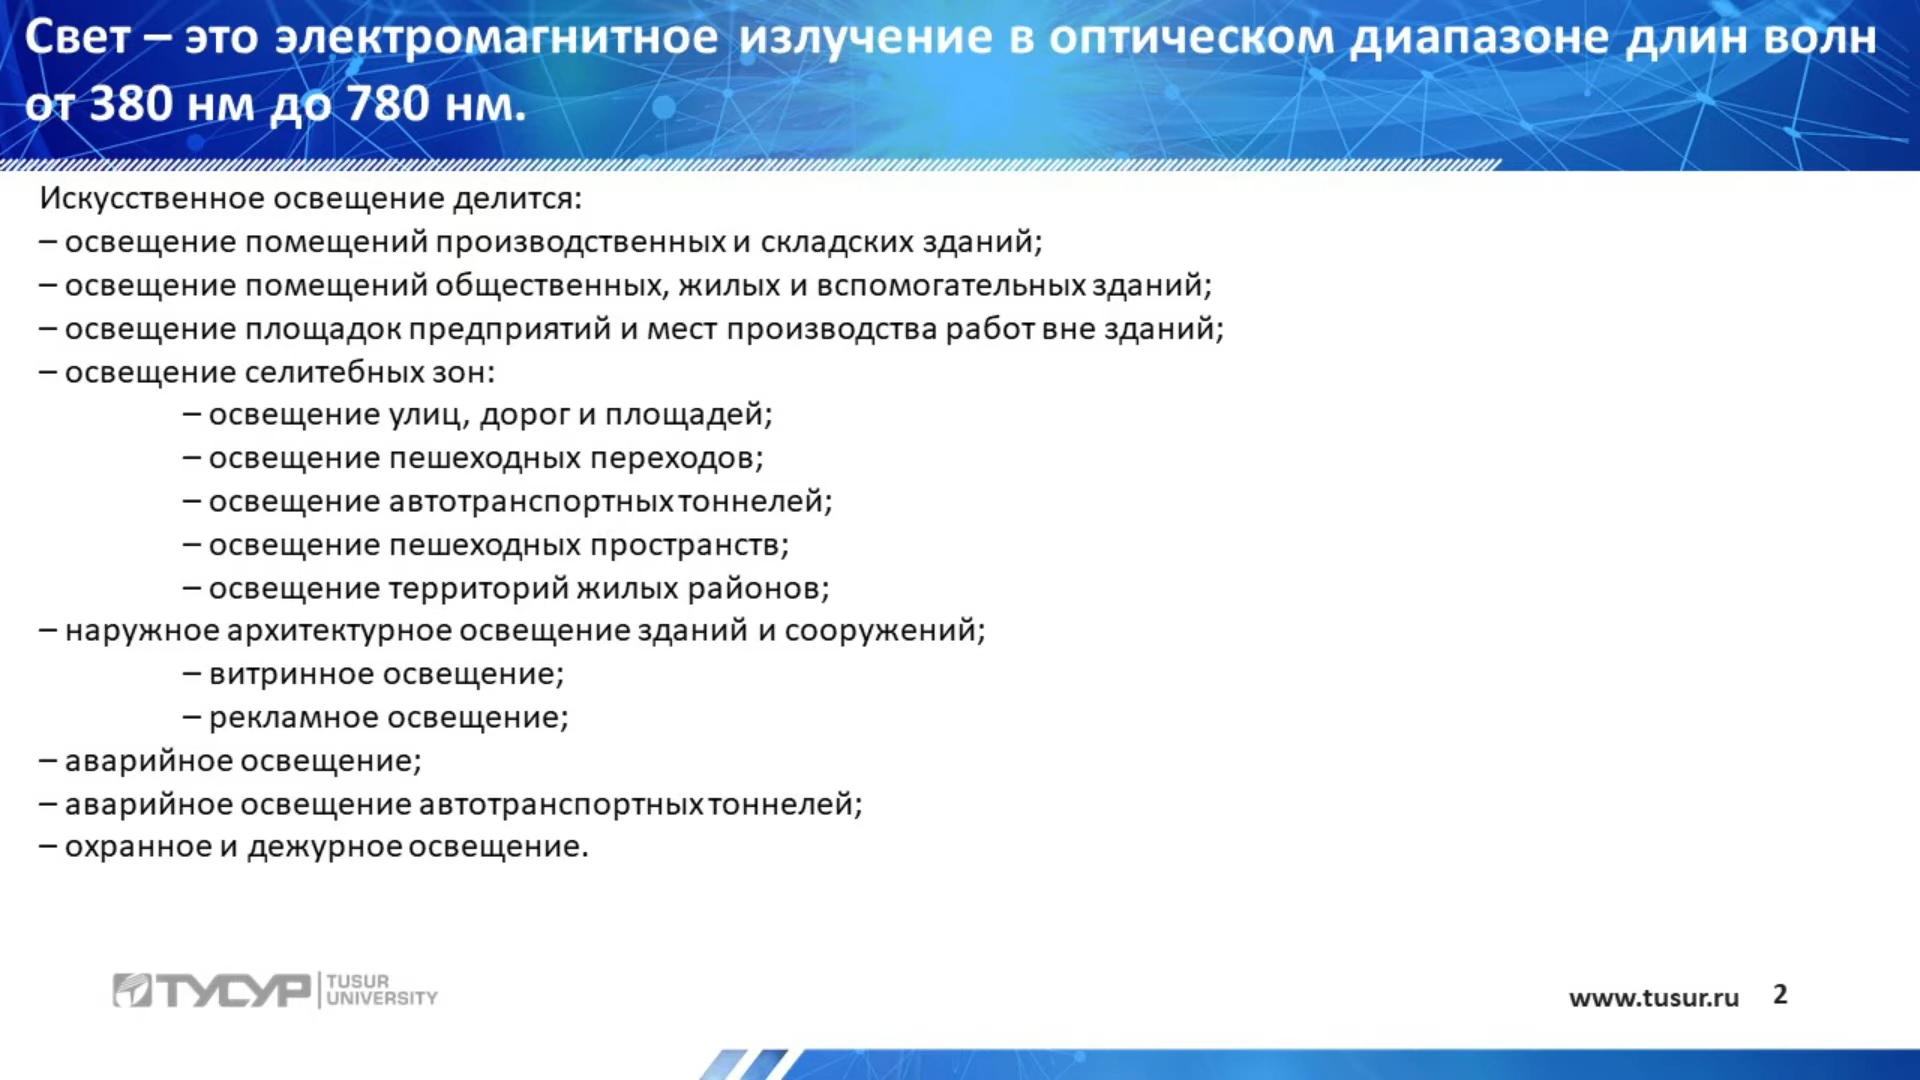 Свет – это электромагнитное излучение в оптическом диапазоне длин волн
от 380 нм до 780 нм.
Искусственное освещение делится:
– освещение помещений производственных и складских зданий;
– освещение помещений общественных, жилых и вспомогательных зданий;
– освещение площадок предприятий и мест производства работ вне зданий;
– освещение селитебных зон:
– освещение улиц, дорог и площадей;
– освещение пешеходных переходов;
– освещение автотранспортных тоннелей;
– освещение пешеходных пространств;
– освещение территорий жилых районов;
– наружное архитектурное освещение зданий и сооружений;
– витринное освещение;
– рекламное освещение;
– аварийное освещение;
– аварийное освещение автотранспортных тоннелей;
– охранное и дежурное освещение.
ТУСУР TUSUR
UNIVERSITY
www.tusur.ru 2